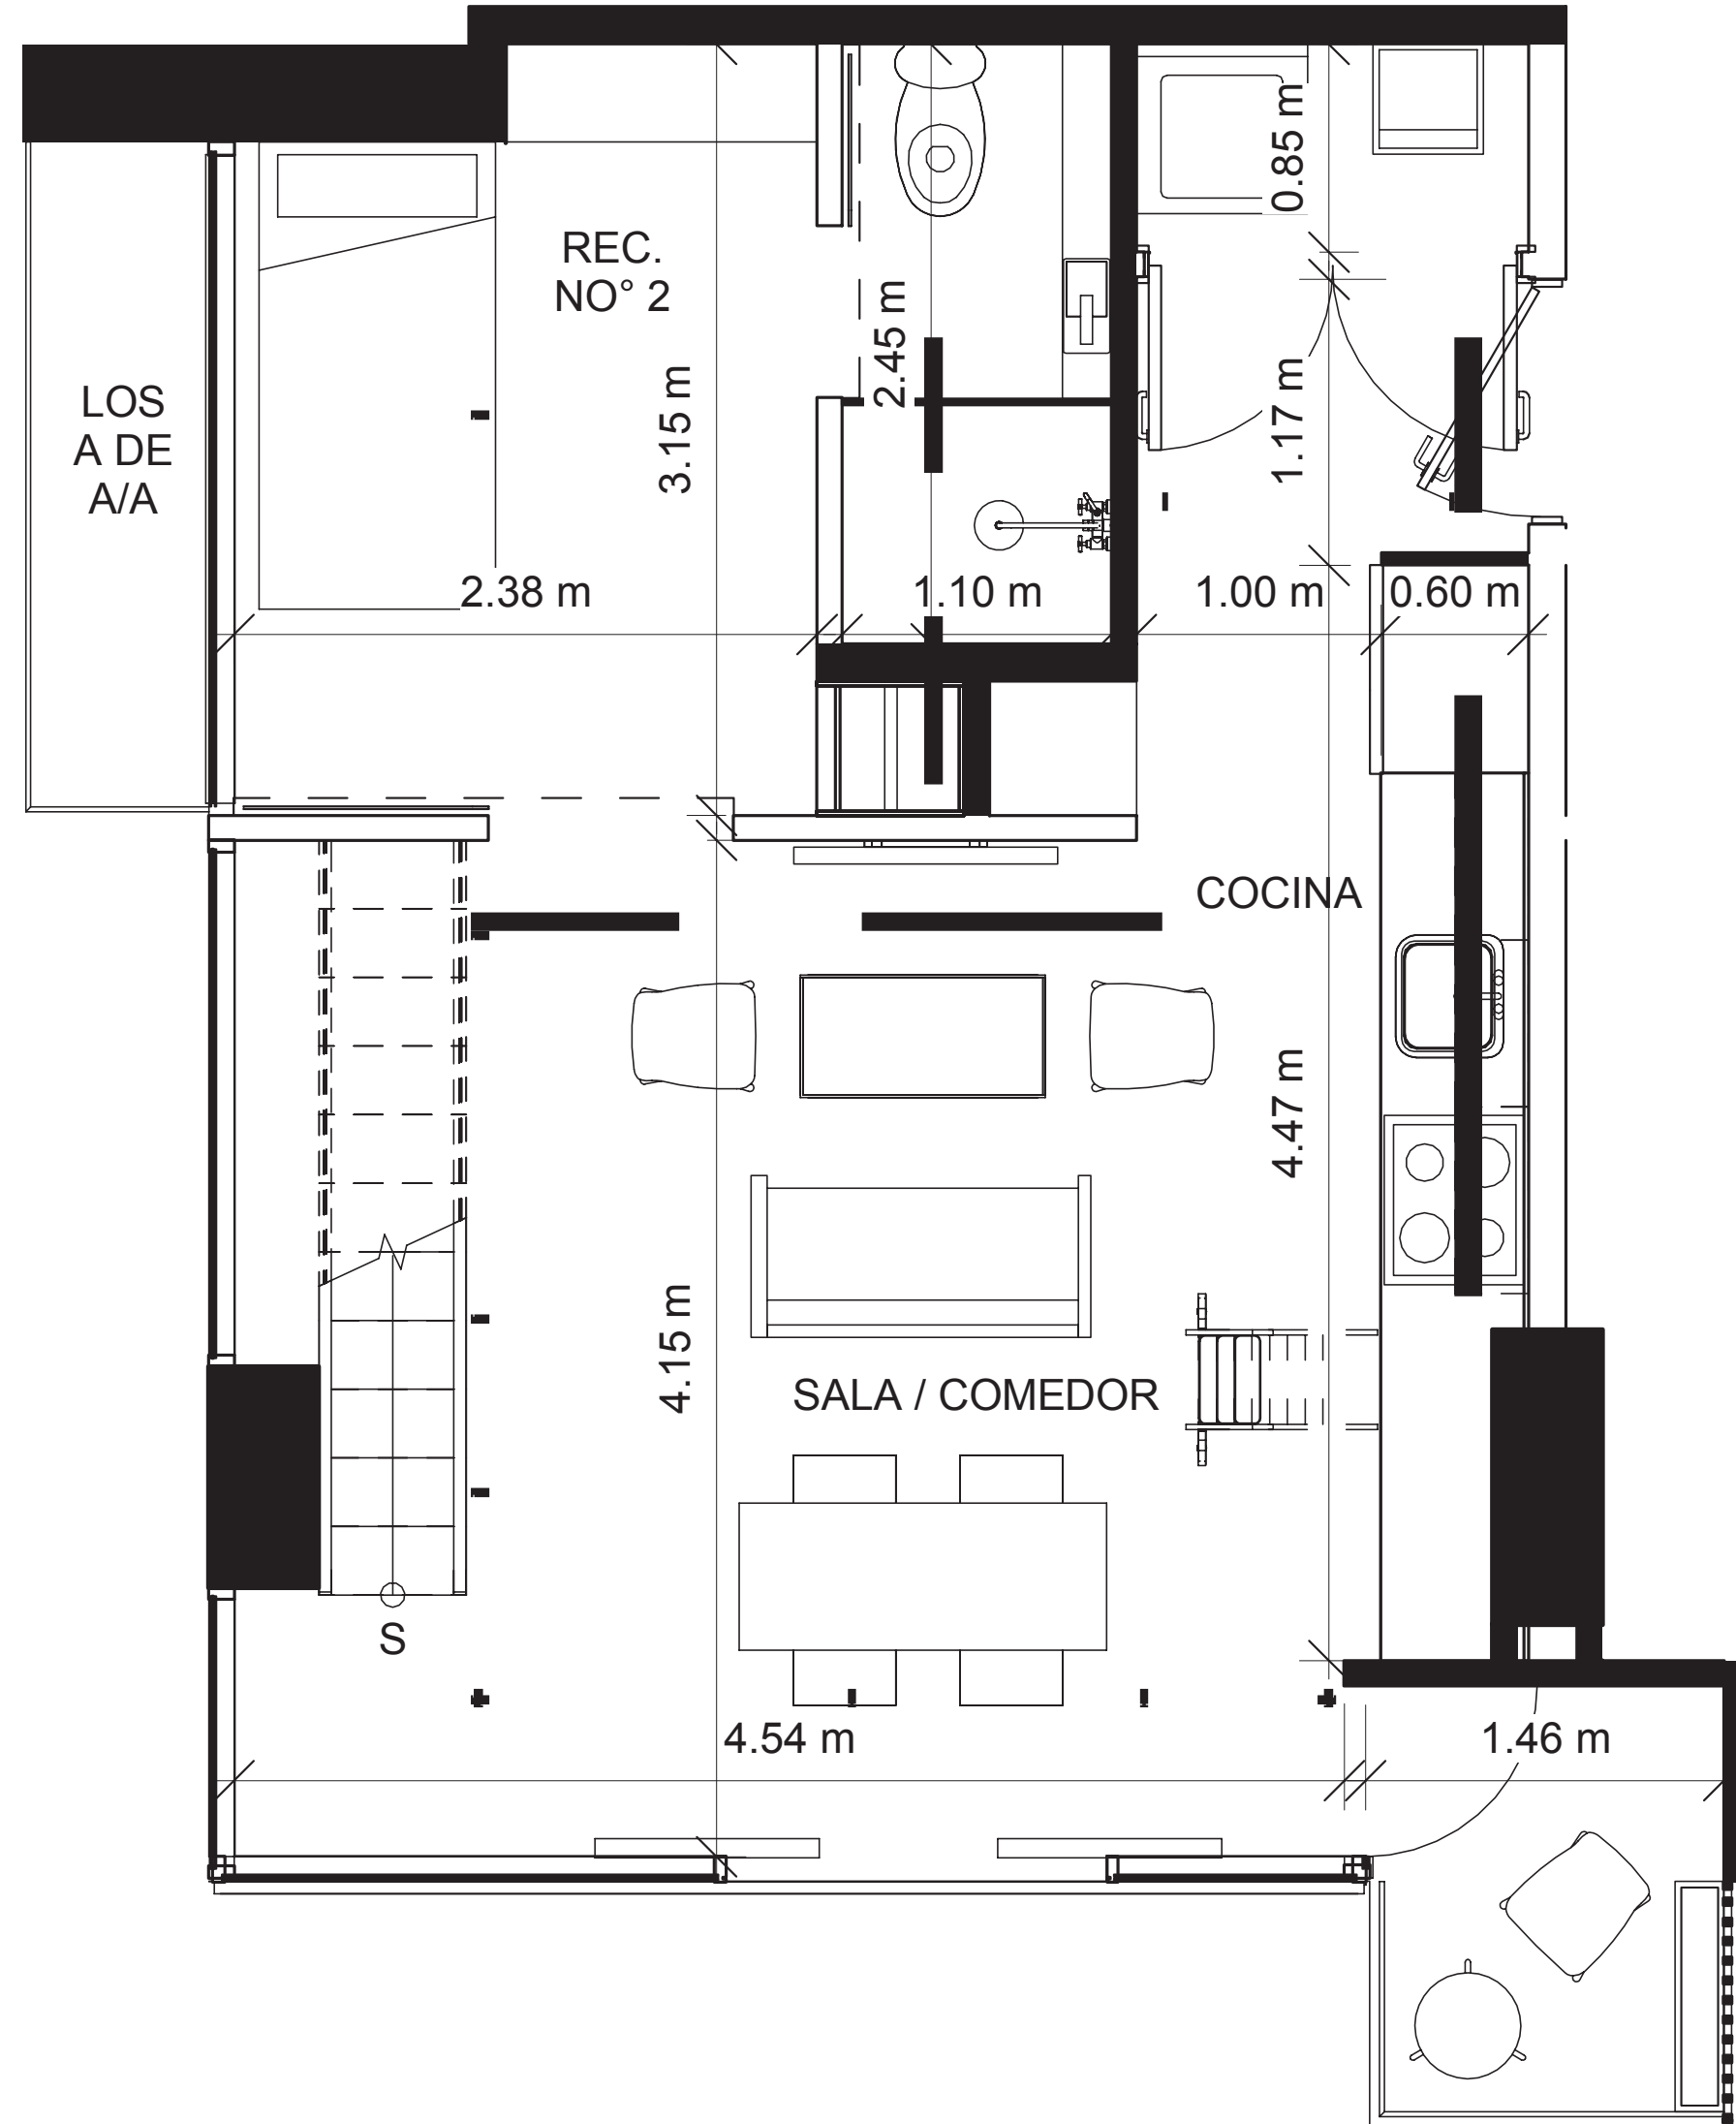 0.85 m
REC.
NO° 2
2.45 m
LOS
A DE
A/A
3.15 m
1.17 m
2.38 m
1.10 m
1.00 m
0.60 m
COCINA
4.47 m
4.15 m
SALA / COMEDOR
S
4.54 m
1.46 m